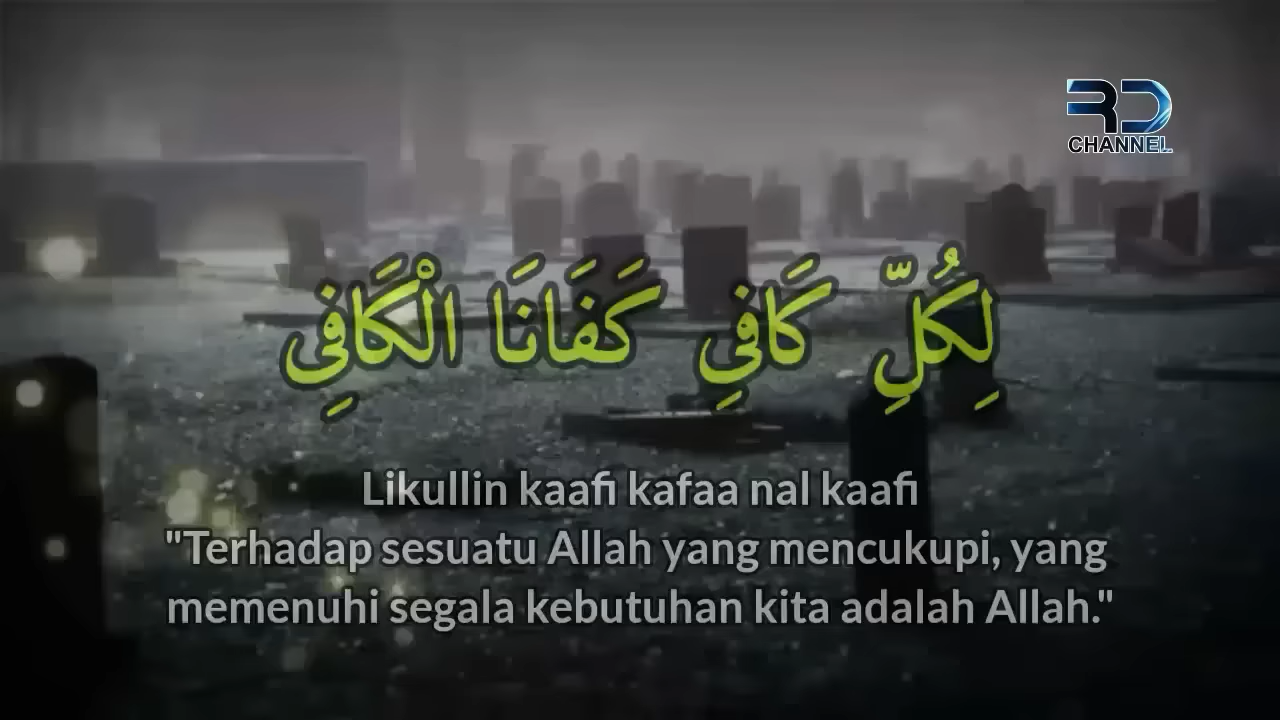 RD
CHANNEL
لِكُلِّ كَافِي كَفَانَا الْكَافِي
Likullin kaafi kafaa nal kaafi
"Terhadap sesuatu Allah yang mencukupi, yang
memenuhi segala kebutuhan kita adalah Allah."